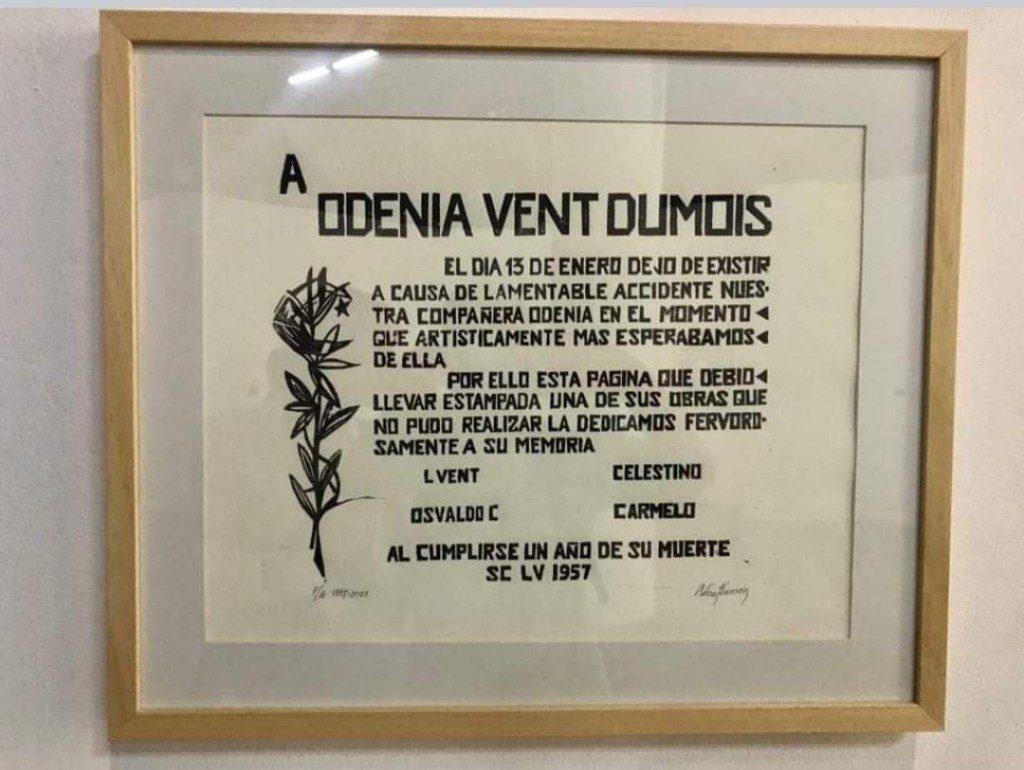 A
ODENIA VENT DUMOIS
EL DIA 13 DE ENERO DEJO DE EXISTIR
A CAUSA DE LAMENTABLE ACCIDENTE NUES-
TRA COMPAÑERA ODENIA EN EL MOMENTO
QUE ARTISTICAMENTE MAS ESPERABAMOS
DE ELLA
POR ELLO ESTA PAGINA QUE DEBIO
LLEVAR ESTAMPADA UNA DE SUS OBRAS QUE
NO PUDO REALIZAR LA DEDICAMOS FERVORO-
SAMENTE A SU MEMORIA
L VENT CELESTINO
OSVALDO C CARMELO
AL CUMPLIRSE UN AÑO DE SU MUERTE
SC LV 1957